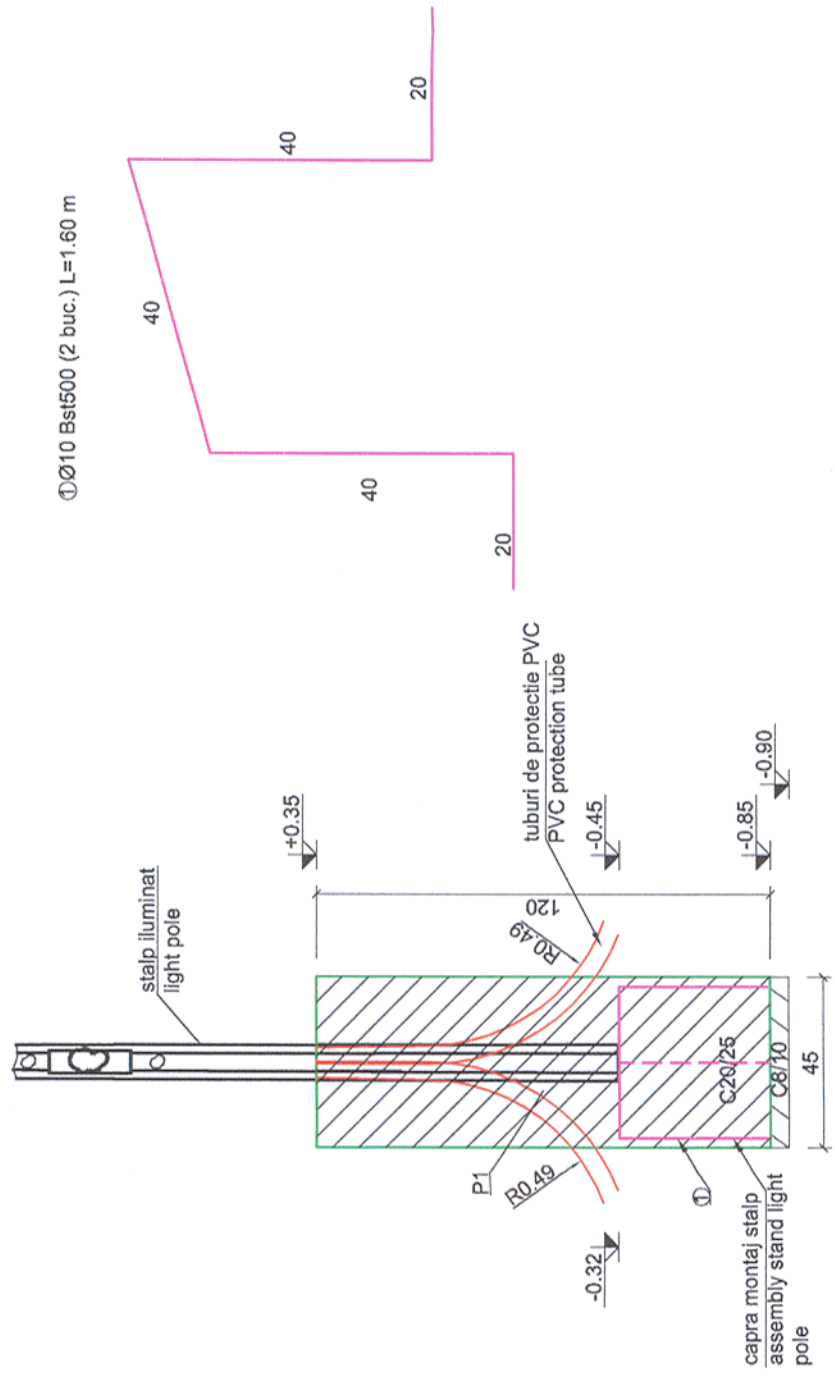 ①Ø10 Bst500 (2 buc.) L=1.60 m
40
40
40
20
20
stalp iluminat
light pole
+0.35
120
R0.49
tuburi de protectie PVC
PVC protection tube
P1
R0.49
-0.32
-0.45
-0.85
-0.90
①
C20/25
C8/10
45
capra montaj stalp
assembly stand light
pole